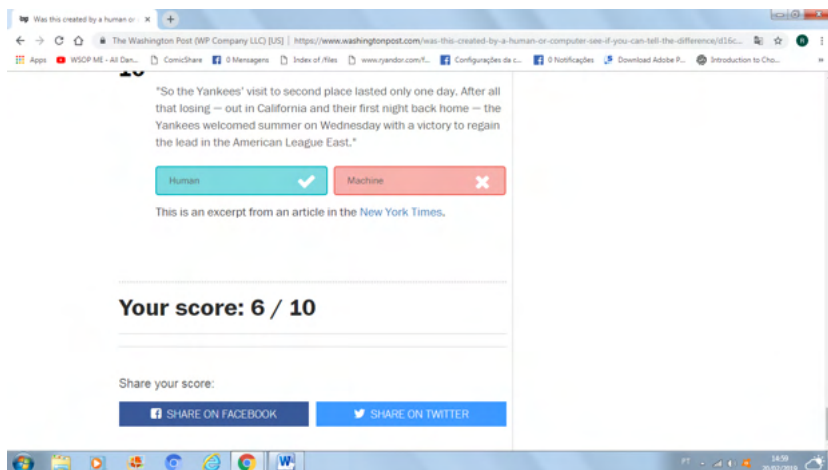 Was this created by a human or
The Washington Post (WP Company LLC) [US] | https://www.washingtonpost.com/was-this-created-by-a-human-or-computer-see-if-you-can-tell-the-difference/d16c...
Apps WSOP ME - All Dan... ComicShare 0 Mensagens Index of /files www.ryandor.com/f... Configurações da c... 0 Notificações Download Adobe P... Introduction to Cho... »
10
"So the Yankees' visit to second place lasted only one day. After all
that losing — out in California and their first night back home — the
Yankees welcomed summer on Wednesday with a victory to regain
the lead in the American League East."
Human Machine
This is an excerpt from an article in the New York Times.
Your score: 6 / 10
Share your score:
SHARE ON FACEBOOK SHARE ON TWITTER
PT 14:59
20/02/2019